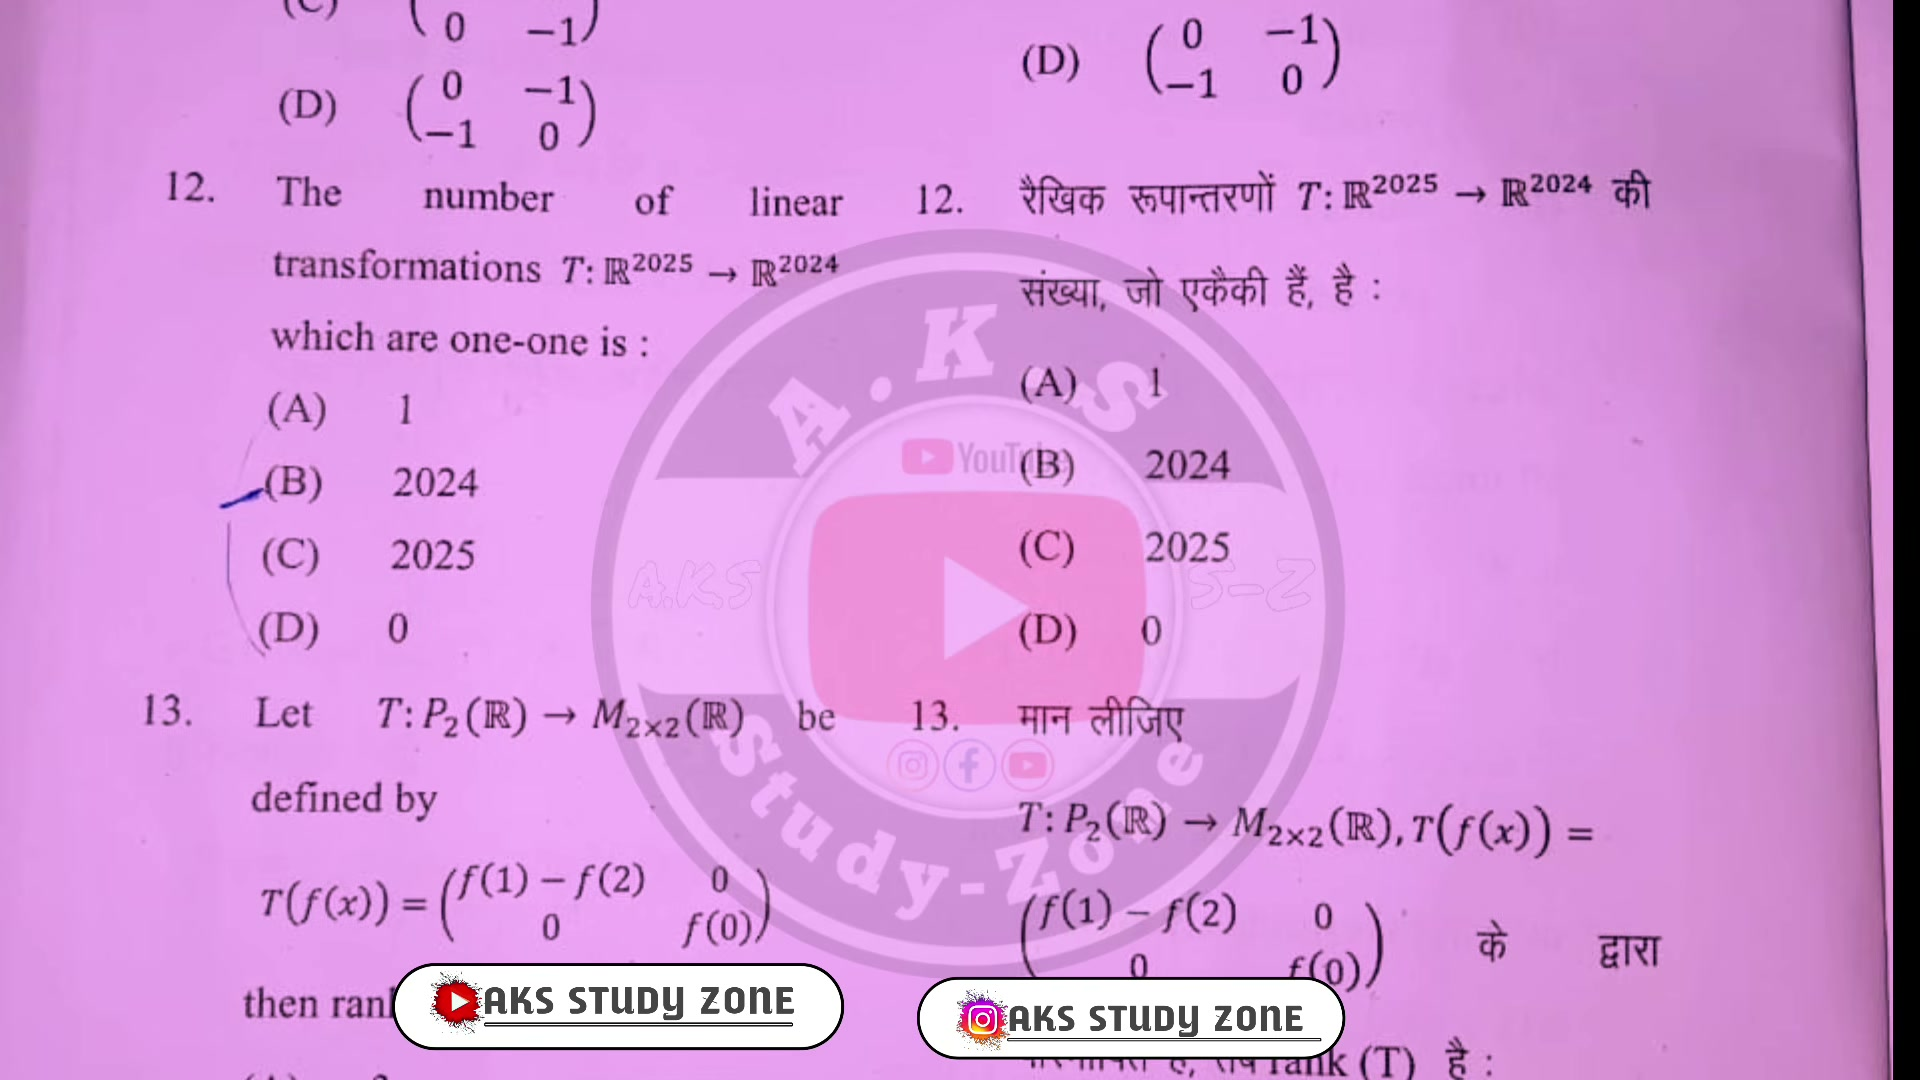 (C)
0 −1
(D) ( 0 −1
−1 0 )
12. The number of linear
transformations T: ℝ²⁰²⁵ → ℝ²⁰²⁴
which are one-one is :
(A) 1
(B) 2024
(C) 2025
(D) 0
13. Let T: P₂(ℝ) → M₂ₓ₂(ℝ) be
defined by
T(f(x)) = ( f(1) − f(2) 0
0 f(0) )
then
(D) ( 0 −1
−1 0 )
12. रैखिक रूपान्तरणों T: ℝ²⁰²⁵ → ℝ²⁰²⁴ की
संख्या, जो एकैकी हैं, है :
(A) 1
(B) 2024
(C) 2025
(D) 0
13. मान लीजिए
T: P₂(ℝ) → M₂ₓ₂(ℝ), T(f(x)) =
( f(1) − f(2) 0
0 f(0) ) के द्वारा
rank (T) है :
A.K.S
YouTube
A.K.S S-Z
Study-Zone
AKS STUDY ZONE
AKS STUDY ZONE